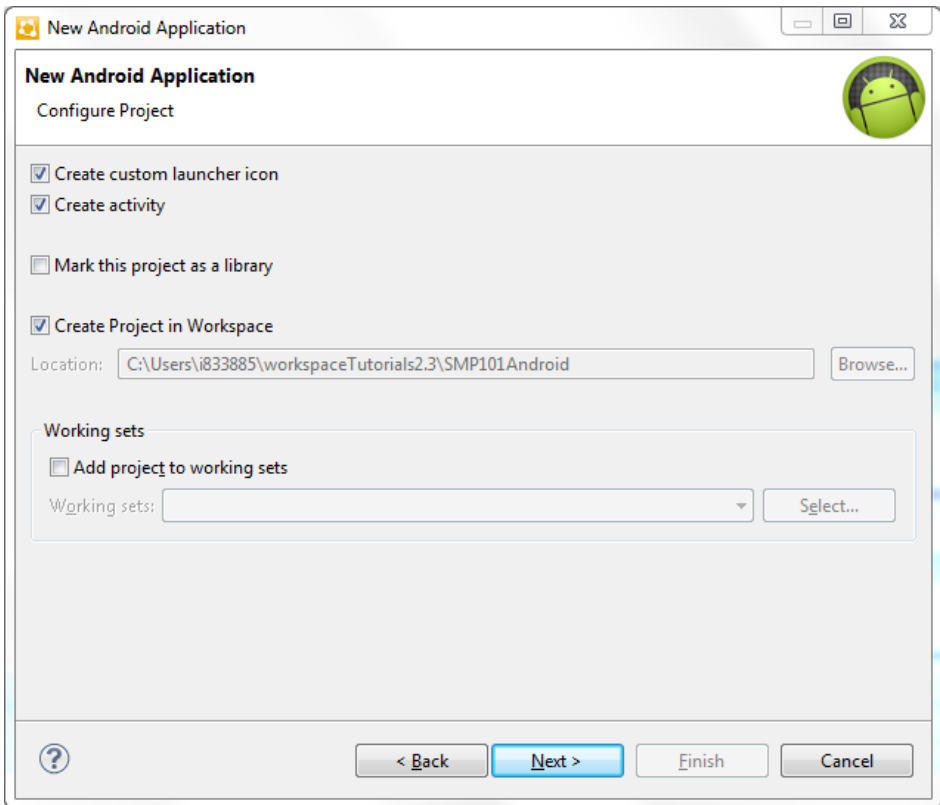 New Android Application
New Android Application
Configure Project
Create custom launcher icon
Create activity
Mark this project as a library
Create Project in Workspace
Location: C:\Users\i833885\workspaceTutorials2.3\SMP101Android Browse...
Working sets
Add project to working sets
Working sets: Select...
? < Back Next > Finish Cancel